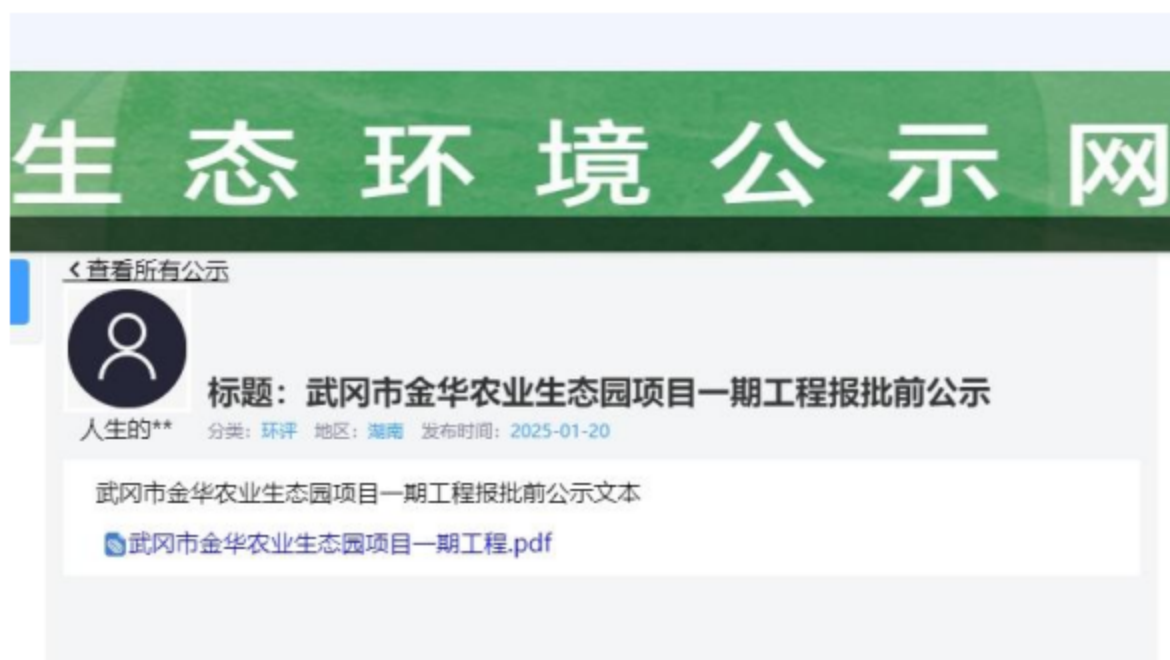 生态环境公示网
查看所有公示
标题：武冈市金华农业生态园项目一期工程报批前公示
人生的**
分类：环评 地区：湖南 发布时间：2025-01-20
武冈市金华农业生态园项目一期工程报批前公示文本
武冈市金华农业生态园项目一期工程.pdf